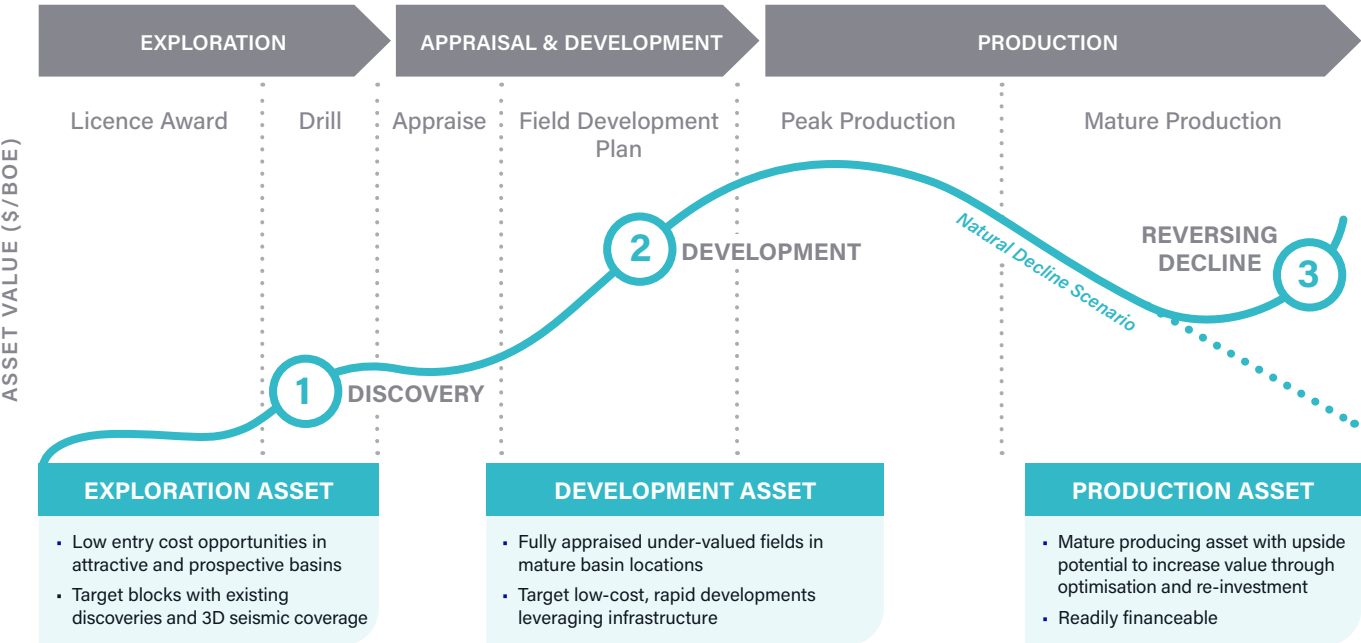 EXPLORATION
APPRAISAL & DEVELOPMENT
PRODUCTION
Licence Award
Drill
Appraise
Field Development
Plan
Peak Production
Mature Production
ASSET VALUE ($/BOE)
1
DISCOVERY
2
DEVELOPMENT
Natural Decline Scenario
REVERSING
DECLINE
3
EXPLORATION ASSET
▪ Low entry cost opportunities in
attractive and prospective basins
▪ Target blocks with existing
discoveries and 3D seismic coverage
DEVELOPMENT ASSET
▪ Fully appraised under-valued fields in
mature basin locations
▪ Target low-cost, rapid developments
leveraging infrastructure
PRODUCTION ASSET
▪ Mature producing asset with upside
potential to increase value through
optimisation and re-investment
▪ Readily financeable